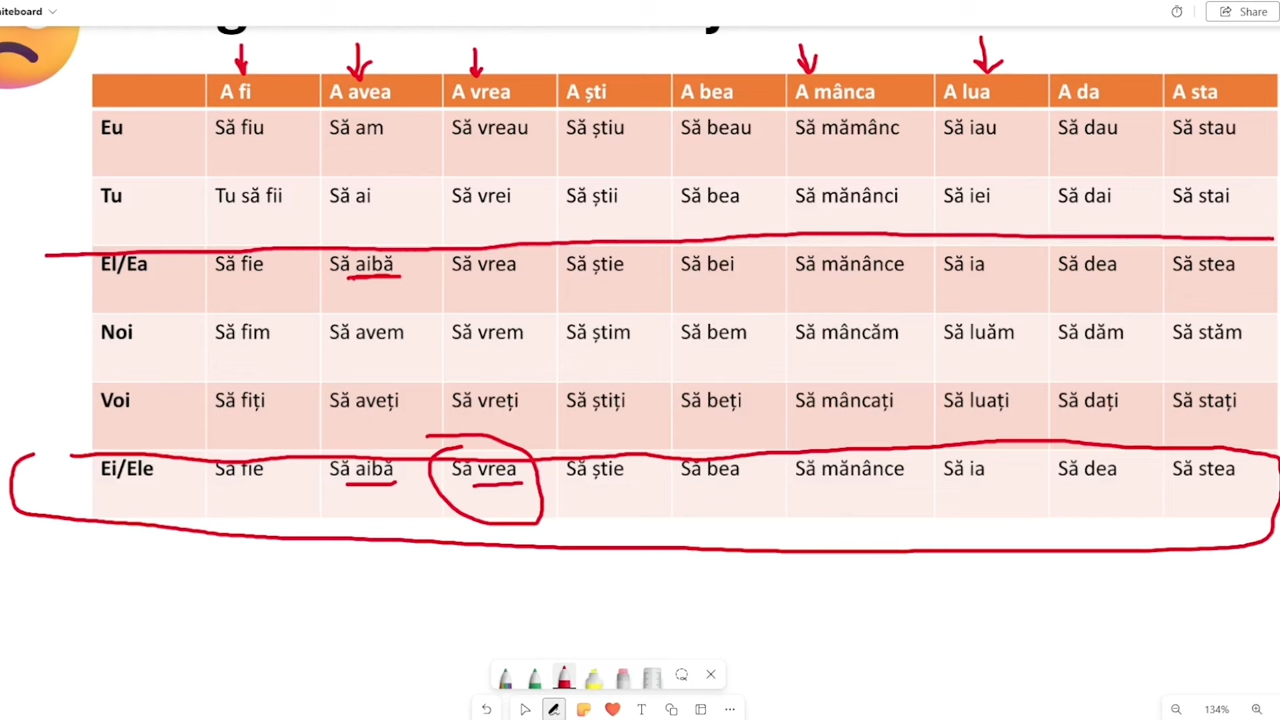 iteboard
Share
A fi A avea A vrea A ști A bea A mânca A lua A da A sta
Eu Să fiu Să am Să vreau Să știu Să beau Să mămânc Să iau Să dau Să stau
Tu Tu să fii Să ai Să vrei Să știi Să bea Să mănânci Să iei Să dai Să stai
El/Ea Să fie Să aibă Să vrea Să știe Să bei Să mănânce Să ia Să dea Să stea
Noi Să fim Să avem Să vrem Să știm Să bem Să mâncăm Să luăm Să dăm Să stăm
Voi Să fiți Să aveți Să vreți Să știți Să beți Să mâncați Să luați Să dați Să stați
Ei/Ele Să fie Să aibă Să vrea Să știe Să bea Să mănânce Să ia Să dea Să stea
134%